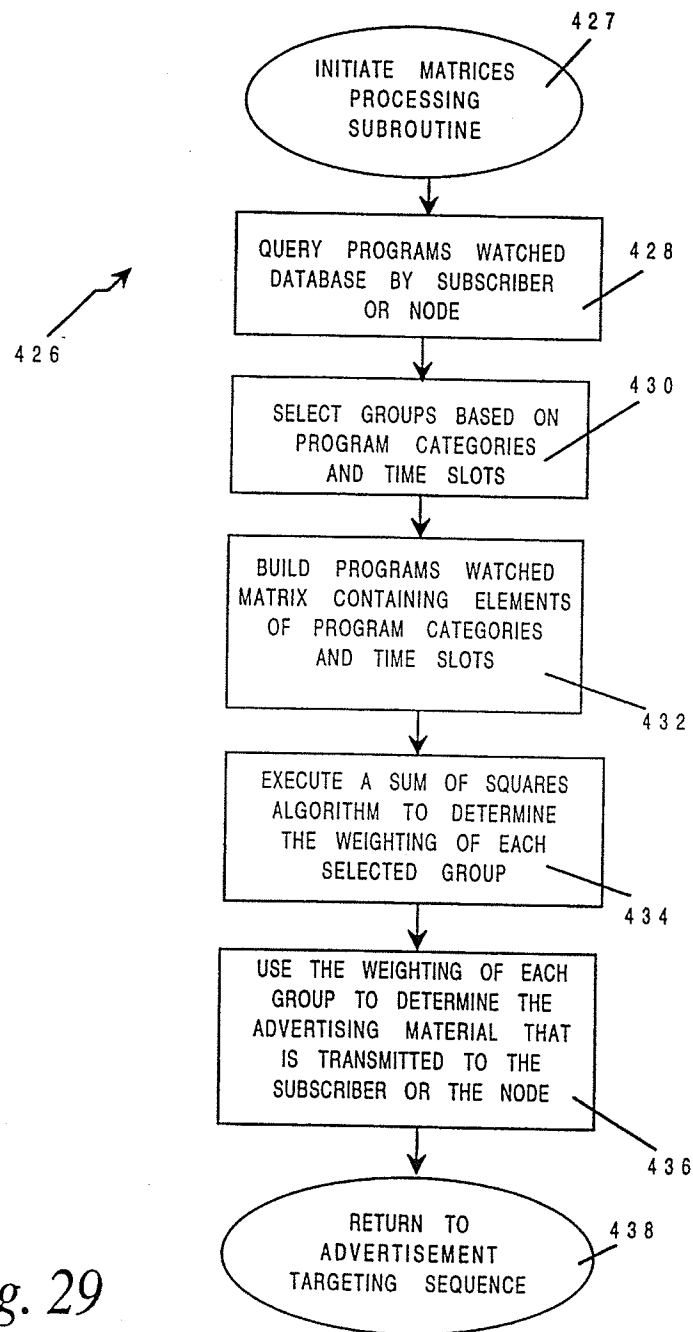 427
INITIATE MATRICES
PROCESSING
SUBROUTINE
QUERY PROGRAMS WATCHED
DATABASE BY SUBSCRIBER
OR NODE
428
426
430
SELECT GROUPS BASED ON
PROGRAM CATEGORIES
AND TIME SLOTS
BUILD PROGRAMS WATCHED
MATRIX CONTAINING ELEMENTS
OF PROGRAM CATEGORIES
AND TIME SLOTS
432
EXECUTE A SUM OF SQUARES
ALGORITHM TO DETERMINE
THE WEIGHTING OF EACH
SELECTED GROUP
434
USE THE WEIGHTING OF EACH
GROUP TO DETERMINE THE
ADVERTISING MATERIAL THAT
IS TRANSMITTED TO THE
SUBSCRIBER OR THE NODE
436
RETURN TO
ADVERTISEMENT
TARGETING SEQUENCE
438
g. 29